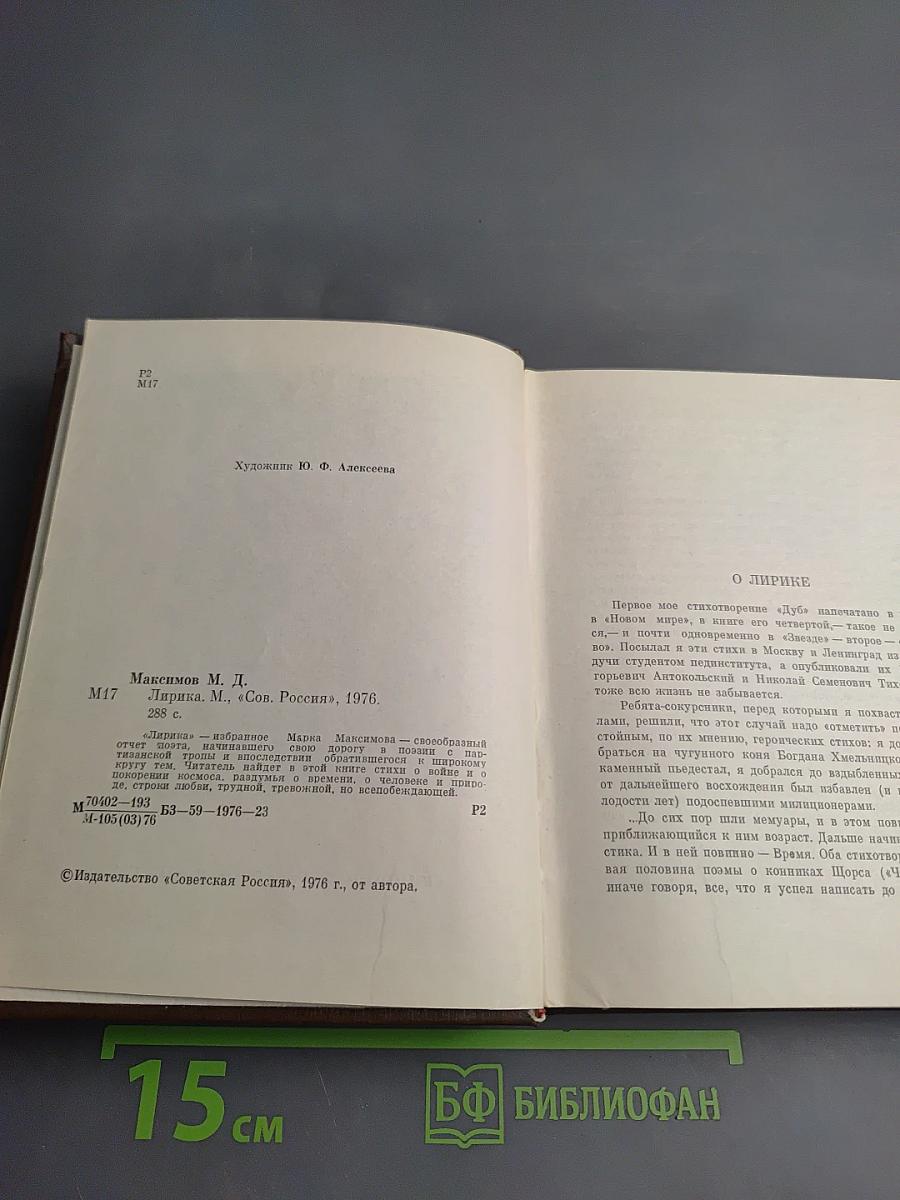 Р2
М17
Художник Ю. Ф. Алексеева
Максимов М. Д.
М17 Лирика. М., «Сов. Россия», 1976.
288 с.
«Лирика» — избранное Марка Максимова — своеобразный
отчет поэта, начинавшего свою дорогу в поэзии с пар-
тизанской тропы и впоследствии обратившегося к широкому
кругу тем. Читатель найдет в этой книге стихи о войне и о
покорении космоса, раздумья о времени, о человеке и приро-
де, строки любви, трудной, тревожной, но всепобеждающей.
М 70402—193
М-105(03)76 БЗ—59—1976—23 Р2
©Издательство «Советская Россия», 1976 г., от автора.
О ЛИРИКЕ
Первое мое стихотворение «Дуб» напечатано в
в «Новом мире», в книге его четвертой,— такое не
ся,— и почти одновременно в «Звезде» — второе —
во». Посылал я эти стихи в Москву и Ленинград из
дучи студентом пединститута, а опубликовали их
горьевич Антокольский и Николай Семенович Тих
тоже всю жизнь не забывается.
Ребята-сокурсники, перед которыми я похваст
лами, решили, что этот случай надо «отметить» п
стойным, по их мнению, героических стихов: я до
браться на чугунного коня Богдана Хмельницко
каменный пьедестал, я добрался до вздыбленных
от дальнейшего восхождения был избавлен (и
лодости лет) подоспевшими милиционерами.
...До сих пор шли мемуары, и в этом пови
приближающийся к ним возраст. Дальше начин
стика. И в ней повинно — Время. Оба стихотвор
вая половина поэмы о конниках Щорса («Ч
иначе говоря, все, что я успел написать до
15 см
БФ БИБЛИОФАН